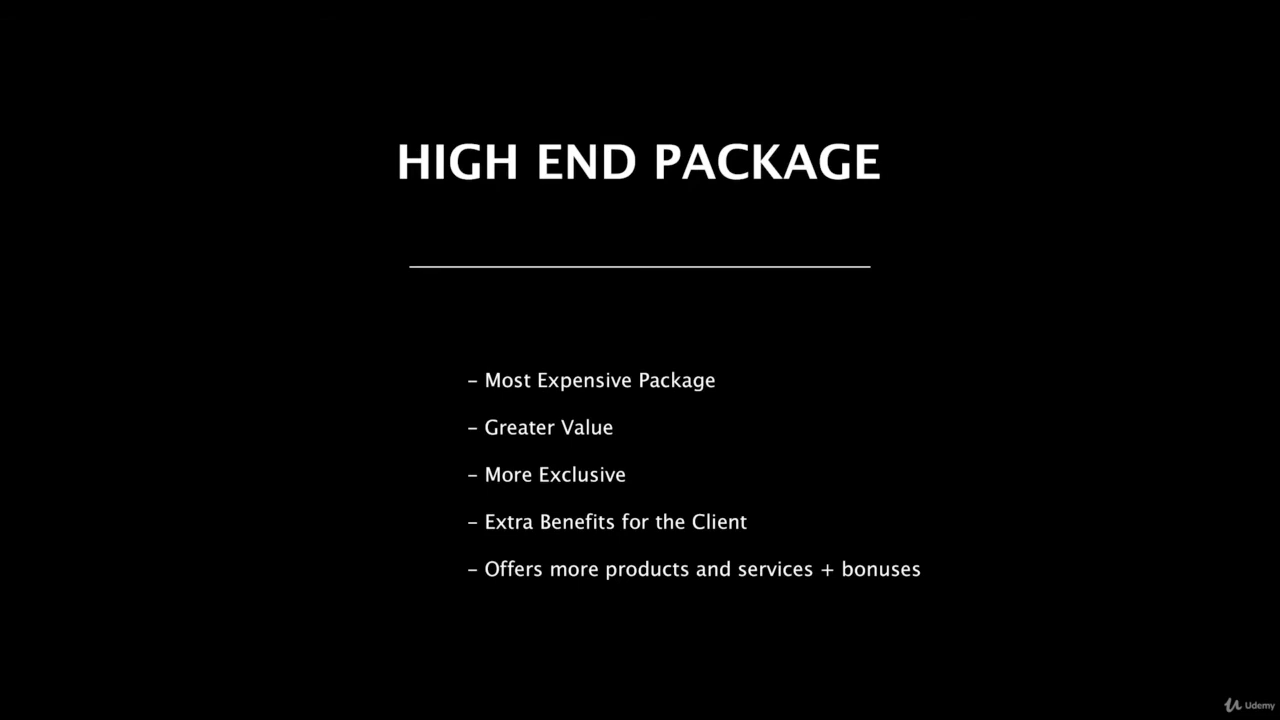 HIGH END PACKAGE
– Most Expensive Package
– Greater Value
– More Exclusive
– Extra Benefits for the Client
– Offers more products and services + bonuses
Udemy